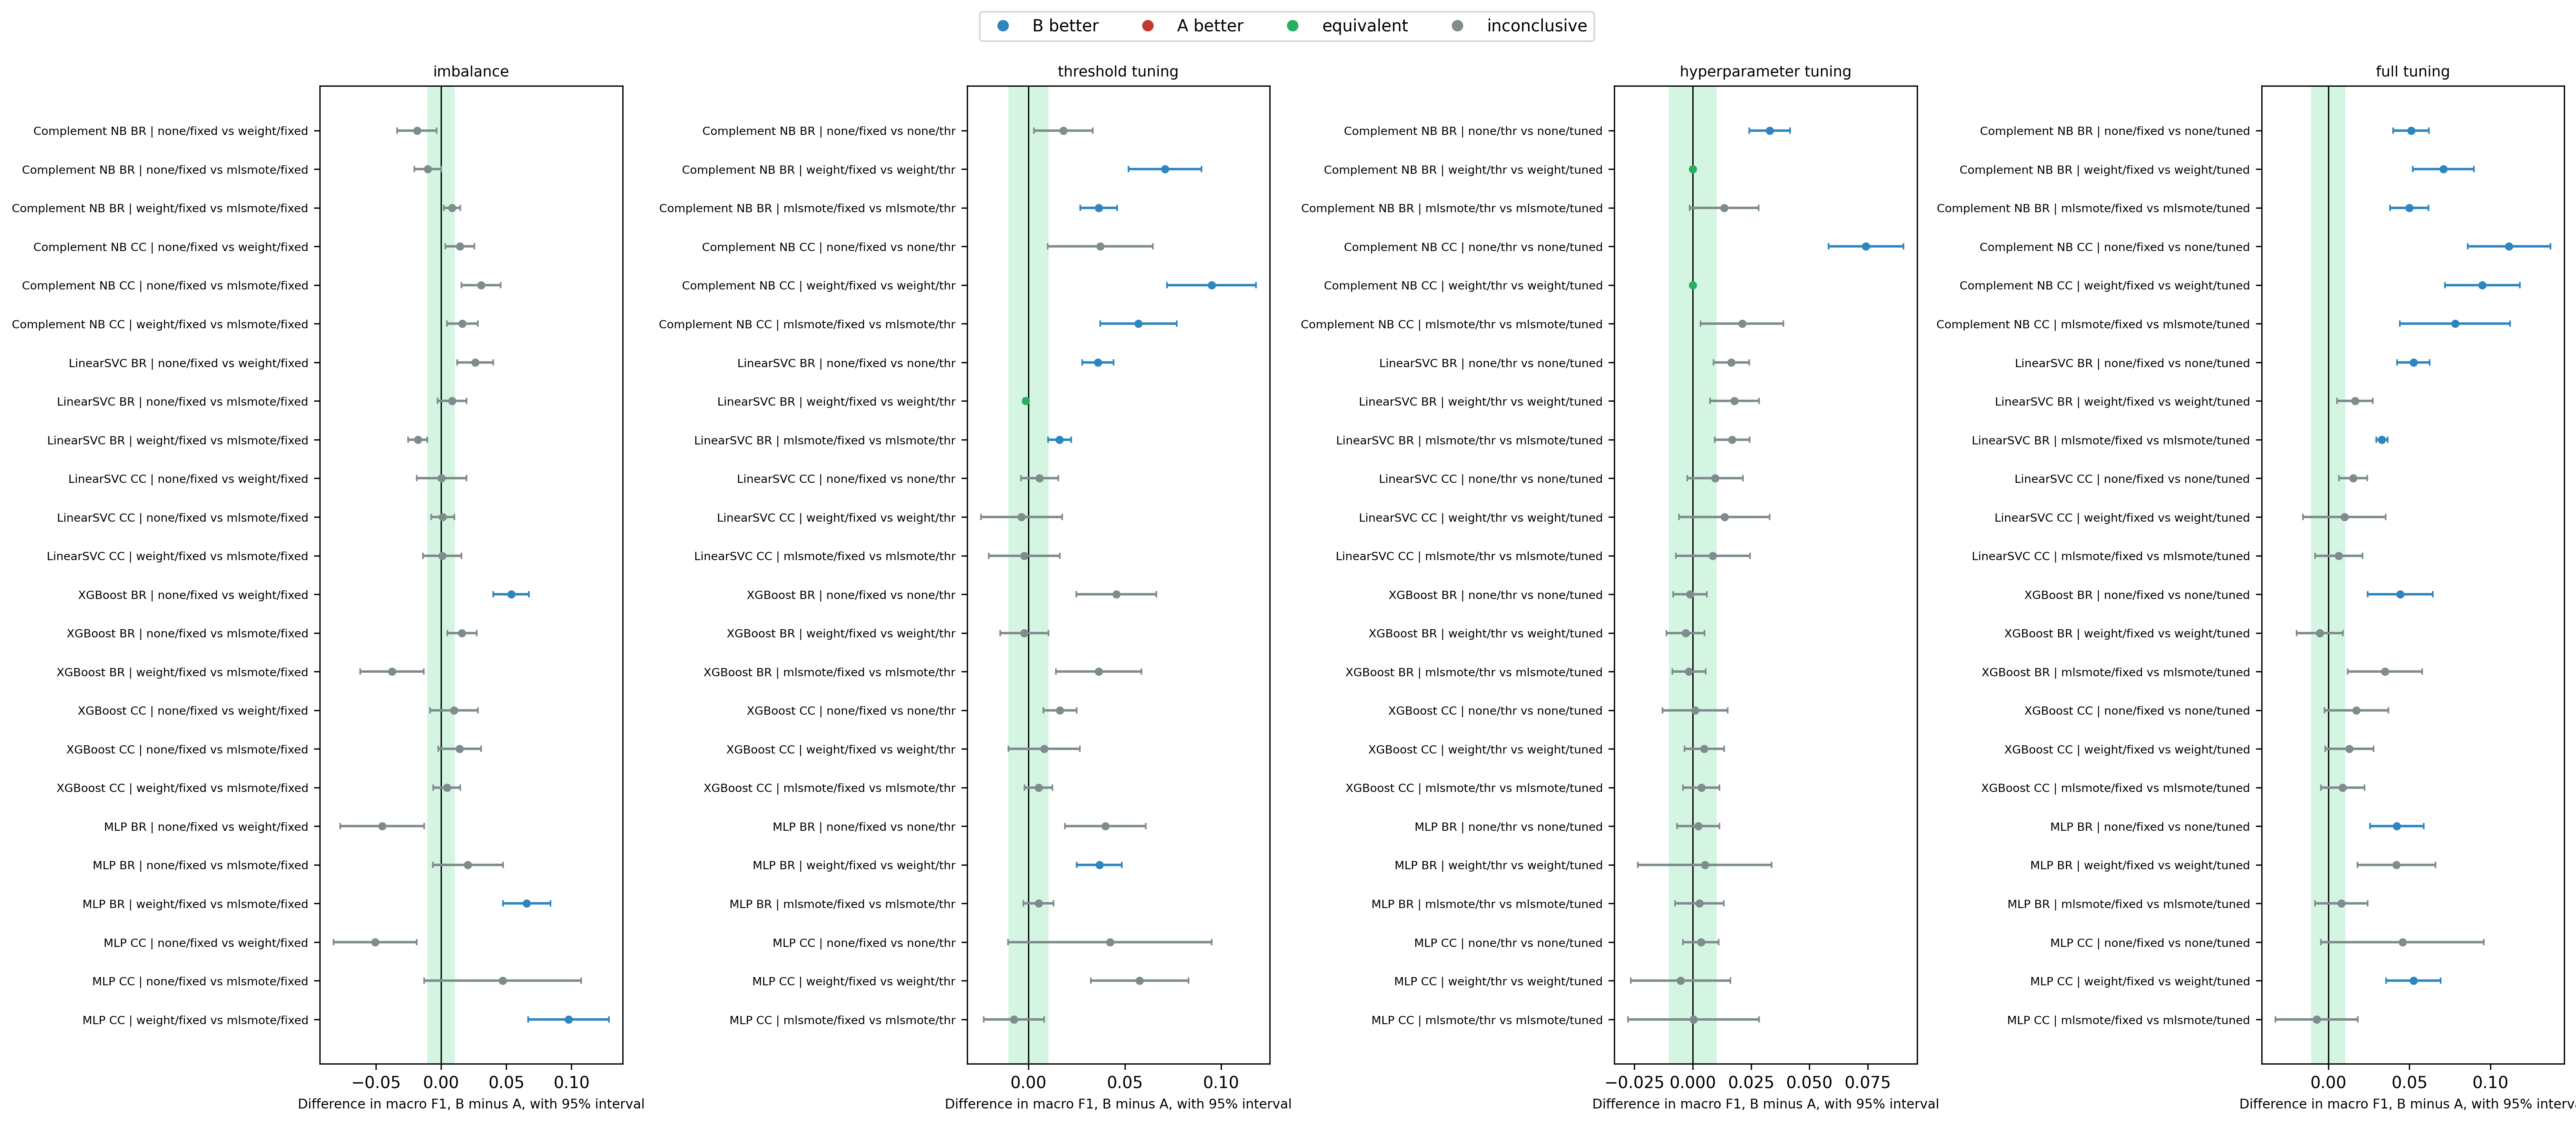 B better
A better
equivalent
inconclusive
imbalance
Complement NB BR | none/fixed vs weight/fixed
Complement NB BR | none/fixed vs mlsmote/fixed
Complement NB BR | weight/fixed vs mlsmote/fixed
Complement NB CC | none/fixed vs weight/fixed
Complement NB CC | none/fixed vs mlsmote/fixed
Complement NB CC | weight/fixed vs mlsmote/fixed
LinearSVC BR | none/fixed vs weight/fixed
LinearSVC BR | none/fixed vs mlsmote/fixed
LinearSVC BR | weight/fixed vs mlsmote/fixed
LinearSVC CC | none/fixed vs weight/fixed
LinearSVC CC | none/fixed vs mlsmote/fixed
LinearSVC CC | weight/fixed vs mlsmote/fixed
XGBoost BR | none/fixed vs weight/fixed
XGBoost BR | none/fixed vs mlsmote/fixed
XGBoost BR | weight/fixed vs mlsmote/fixed
XGBoost CC | none/fixed vs weight/fixed
XGBoost CC | none/fixed vs mlsmote/fixed
XGBoost CC | weight/fixed vs mlsmote/fixed
MLP BR | none/fixed vs weight/fixed
MLP BR | none/fixed vs mlsmote/fixed
MLP BR | weight/fixed vs mlsmote/fixed
MLP CC | none/fixed vs weight/fixed
MLP CC | none/fixed vs mlsmote/fixed
MLP CC | weight/fixed vs mlsmote/fixed
−0.05 0.00 0.05 0.10
Difference in macro F1, B minus A, with 95% interval
threshold tuning
Complement NB BR | none/fixed vs none/thr
Complement NB BR | weight/fixed vs weight/thr
Complement NB BR | mlsmote/fixed vs mlsmote/thr
Complement NB CC | none/fixed vs none/thr
Complement NB CC | weight/fixed vs weight/thr
Complement NB CC | mlsmote/fixed vs mlsmote/thr
LinearSVC BR | none/fixed vs none/thr
LinearSVC BR | weight/fixed vs weight/thr
LinearSVC BR | mlsmote/fixed vs mlsmote/thr
LinearSVC CC | none/fixed vs none/thr
LinearSVC CC | weight/fixed vs weight/thr
LinearSVC CC | mlsmote/fixed vs mlsmote/thr
XGBoost BR | none/fixed vs none/thr
XGBoost BR | weight/fixed vs weight/thr
XGBoost BR | mlsmote/fixed vs mlsmote/thr
XGBoost CC | none/fixed vs none/thr
XGBoost CC | weight/fixed vs weight/thr
XGBoost CC | mlsmote/fixed vs mlsmote/thr
MLP BR | none/fixed vs none/thr
MLP BR | weight/fixed vs weight/thr
MLP BR | mlsmote/fixed vs mlsmote/thr
MLP CC | none/fixed vs none/thr
MLP CC | weight/fixed vs weight/thr
MLP CC | mlsmote/fixed vs mlsmote/thr
0.00 0.05 0.10
Difference in macro F1, B minus A, with 95% interval
hyperparameter tuning
Complement NB BR | none/thr vs none/tuned
Complement NB BR | weight/thr vs weight/tuned
Complement NB BR | mlsmote/thr vs mlsmote/tuned
Complement NB CC | none/thr vs none/tuned
Complement NB CC | weight/thr vs weight/tuned
Complement NB CC | mlsmote/thr vs mlsmote/tuned
LinearSVC BR | none/thr vs none/tuned
LinearSVC BR | weight/thr vs weight/tuned
LinearSVC BR | mlsmote/thr vs mlsmote/tuned
LinearSVC CC | none/thr vs none/tuned
LinearSVC CC | weight/thr vs weight/tuned
LinearSVC CC | mlsmote/thr vs mlsmote/tuned
XGBoost BR | none/thr vs none/tuned
XGBoost BR | weight/thr vs weight/tuned
XGBoost BR | mlsmote/thr vs mlsmote/tuned
XGBoost CC | none/thr vs none/tuned
XGBoost CC | weight/thr vs weight/tuned
XGBoost CC | mlsmote/thr vs mlsmote/tuned
MLP BR | none/thr vs none/tuned
MLP BR | weight/thr vs weight/tuned
MLP BR | mlsmote/thr vs mlsmote/tuned
MLP CC | none/thr vs none/tuned
MLP CC | weight/thr vs weight/tuned
MLP CC | mlsmote/thr vs mlsmote/tuned
−0.025 0.000 0.025 0.050 0.075
Difference in macro F1, B minus A, with 95% interval
full tuning
Complement NB BR | none/fixed vs none/tuned
Complement NB BR | weight/fixed vs weight/tuned
Complement NB BR | mlsmote/fixed vs mlsmote/tuned
Complement NB CC | none/fixed vs none/tuned
Complement NB CC | weight/fixed vs weight/tuned
Complement NB CC | mlsmote/fixed vs mlsmote/tuned
LinearSVC BR | none/fixed vs none/tuned
LinearSVC BR | weight/fixed vs weight/tuned
LinearSVC BR | mlsmote/fixed vs mlsmote/tuned
LinearSVC CC | none/fixed vs none/tuned
LinearSVC CC | weight/fixed vs weight/tuned
LinearSVC CC | mlsmote/fixed vs mlsmote/tuned
XGBoost BR | none/fixed vs none/tuned
XGBoost BR | weight/fixed vs weight/tuned
XGBoost BR | mlsmote/fixed vs mlsmote/tuned
XGBoost CC | none/fixed vs none/tuned
XGBoost CC | weight/fixed vs weight/tuned
XGBoost CC | mlsmote/fixed vs mlsmote/tuned
MLP BR | none/fixed vs none/tuned
MLP BR | weight/fixed vs weight/tuned
MLP BR | mlsmote/fixed vs mlsmote/tuned
MLP CC | none/fixed vs none/tuned
MLP CC | weight/fixed vs weight/tuned
MLP CC | mlsmote/fixed vs mlsmote/tuned
0.00 0.05 0.10
Difference in macro F1, B minus A, with 95%